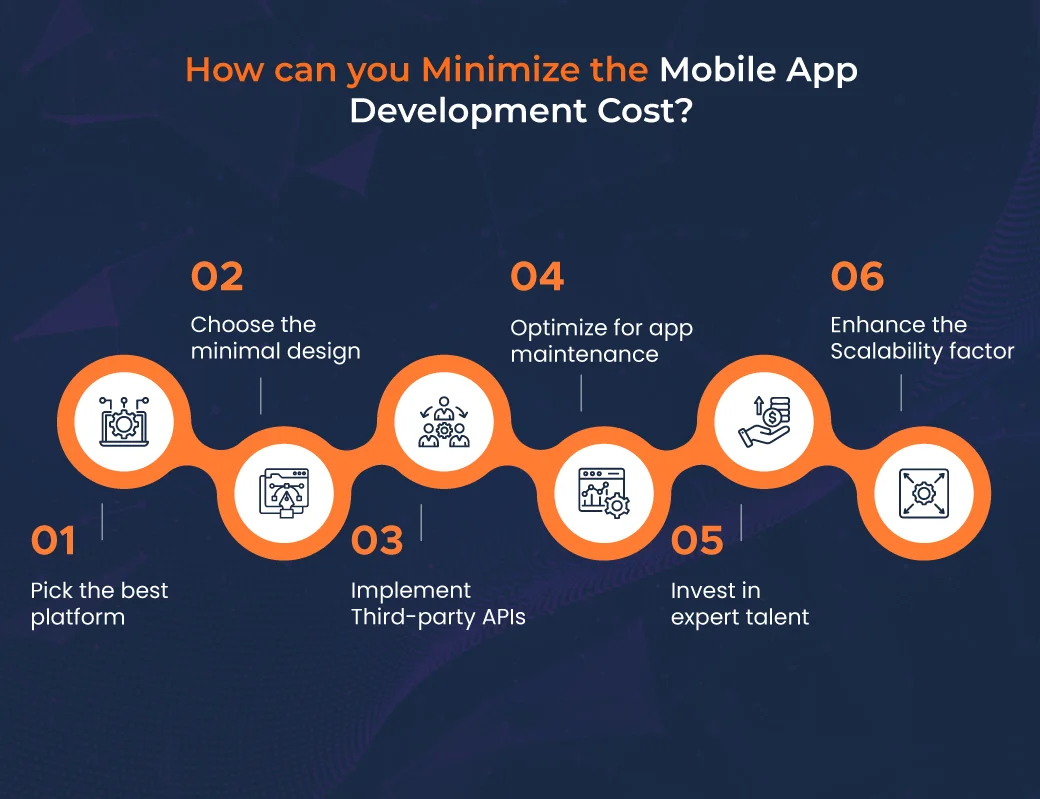 How can you Minimize the Mobile App
Development Cost?
01
Pick the best
platform
02
Choose the
minimal design
03
Implement
Third-party APIs
04
Optimize for app
maintenance
05
Invest in
expert talent
06
Enhance the
Scalability factor